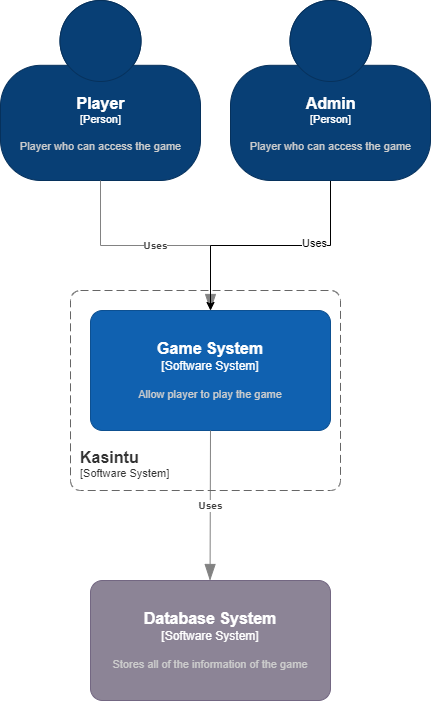 Player
[Person]
Player who can access the game
Admin
[Person]
Player who can access the game
Uses
Uses
Game System
[Software System]
Allow player to play the game
Kasintu
[Software System]
Uses
Database System
[Software System]
Stores all of the information of the game